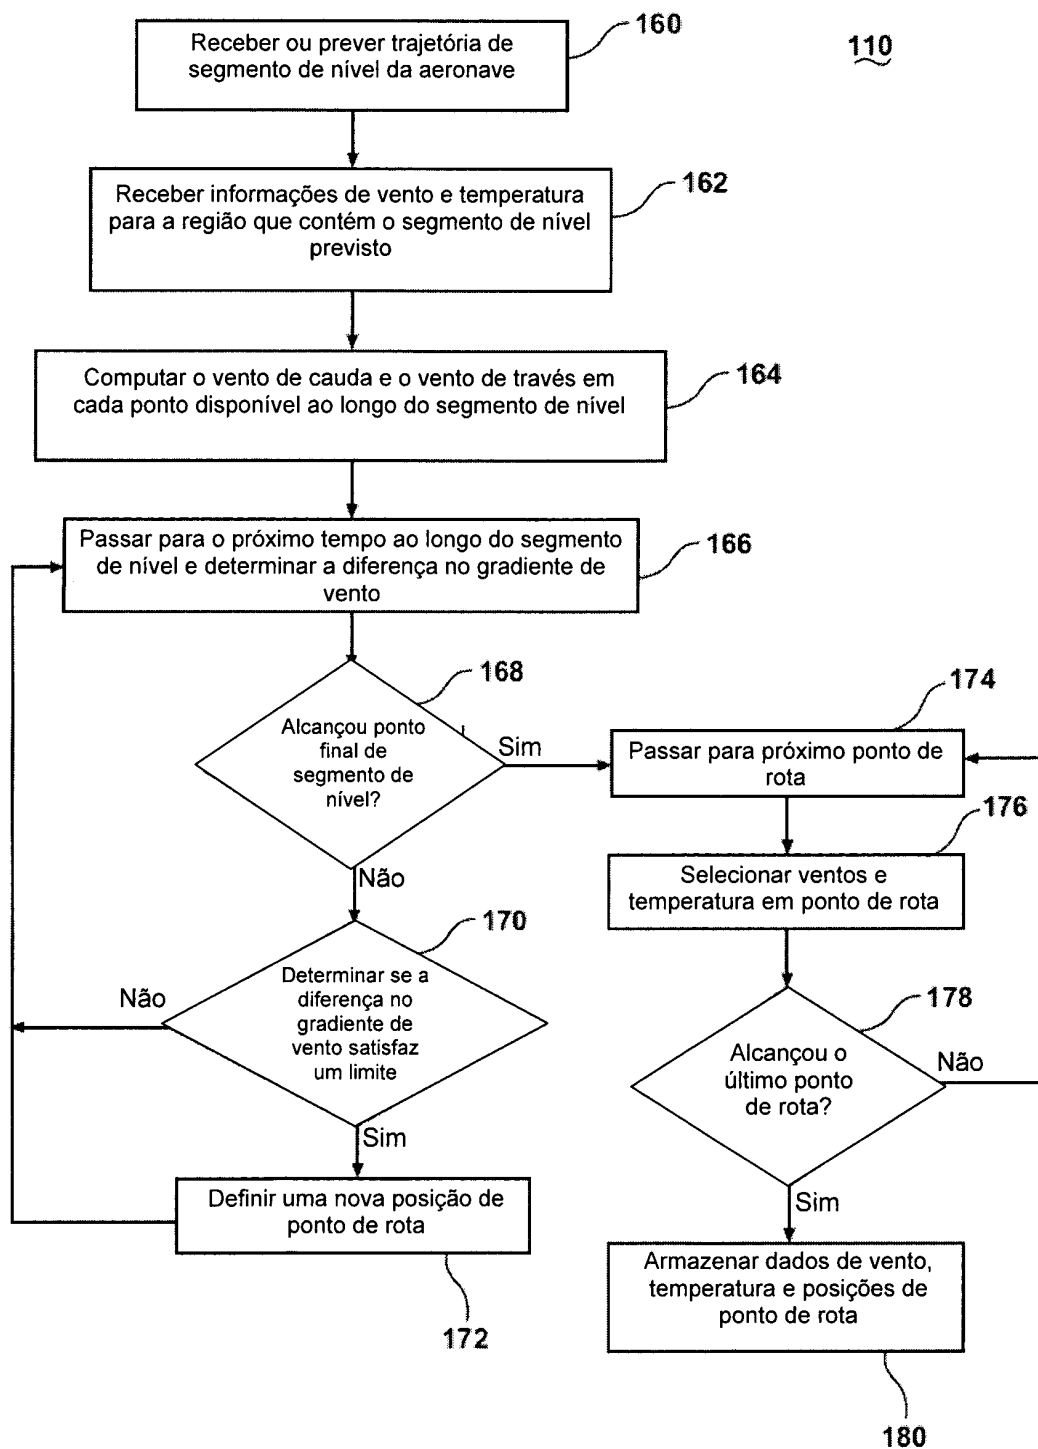 160
Receber ou prever trajetória de
segmento de nível da aeronave
110
162
Receber informações de vento e temperatura
para a região que contém o segmento de nível
previsto
164
Computar o vento de cauda e o vento de través em
cada ponto disponível ao longo do segmento de nível
166
Passar para o próximo tempo ao longo do segmento
de nível e determinar a diferença no gradiente de
vento
168
Alcançou ponto
final de
segmento de
nível?
Sim
Não
170
Determinar se a
diferença no
gradiente de
vento satisfaz
um limite
Não
Sim
Definir uma nova posição de
ponto de rota
172
174
Passar para próximo ponto de
rota
176
Selecionar ventos e
temperatura em ponto de rota
178
Alcançou o
último ponto
de rota?
Não
Sim
Armazenar dados de vento,
temperatura e posições de
ponto de rota
180